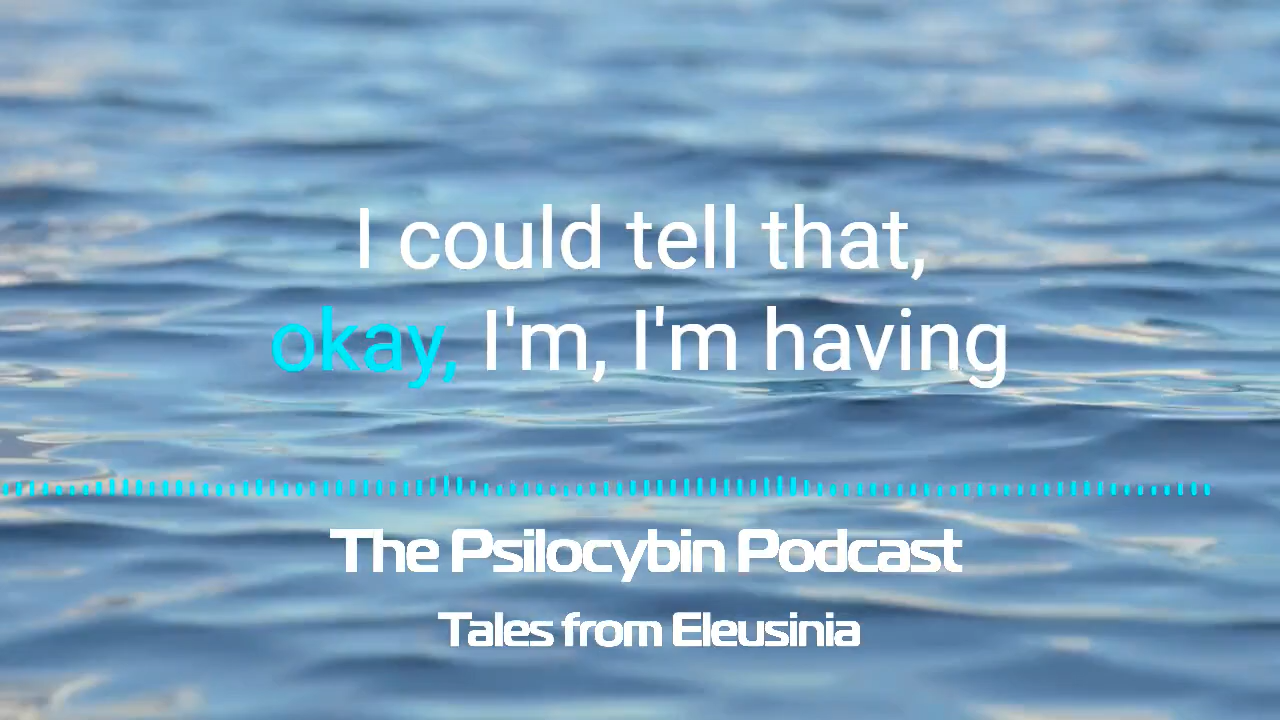 I could tell that,
okay, I'm, I'm having
The Psilocybin Podcast
Tales from Eleusinia